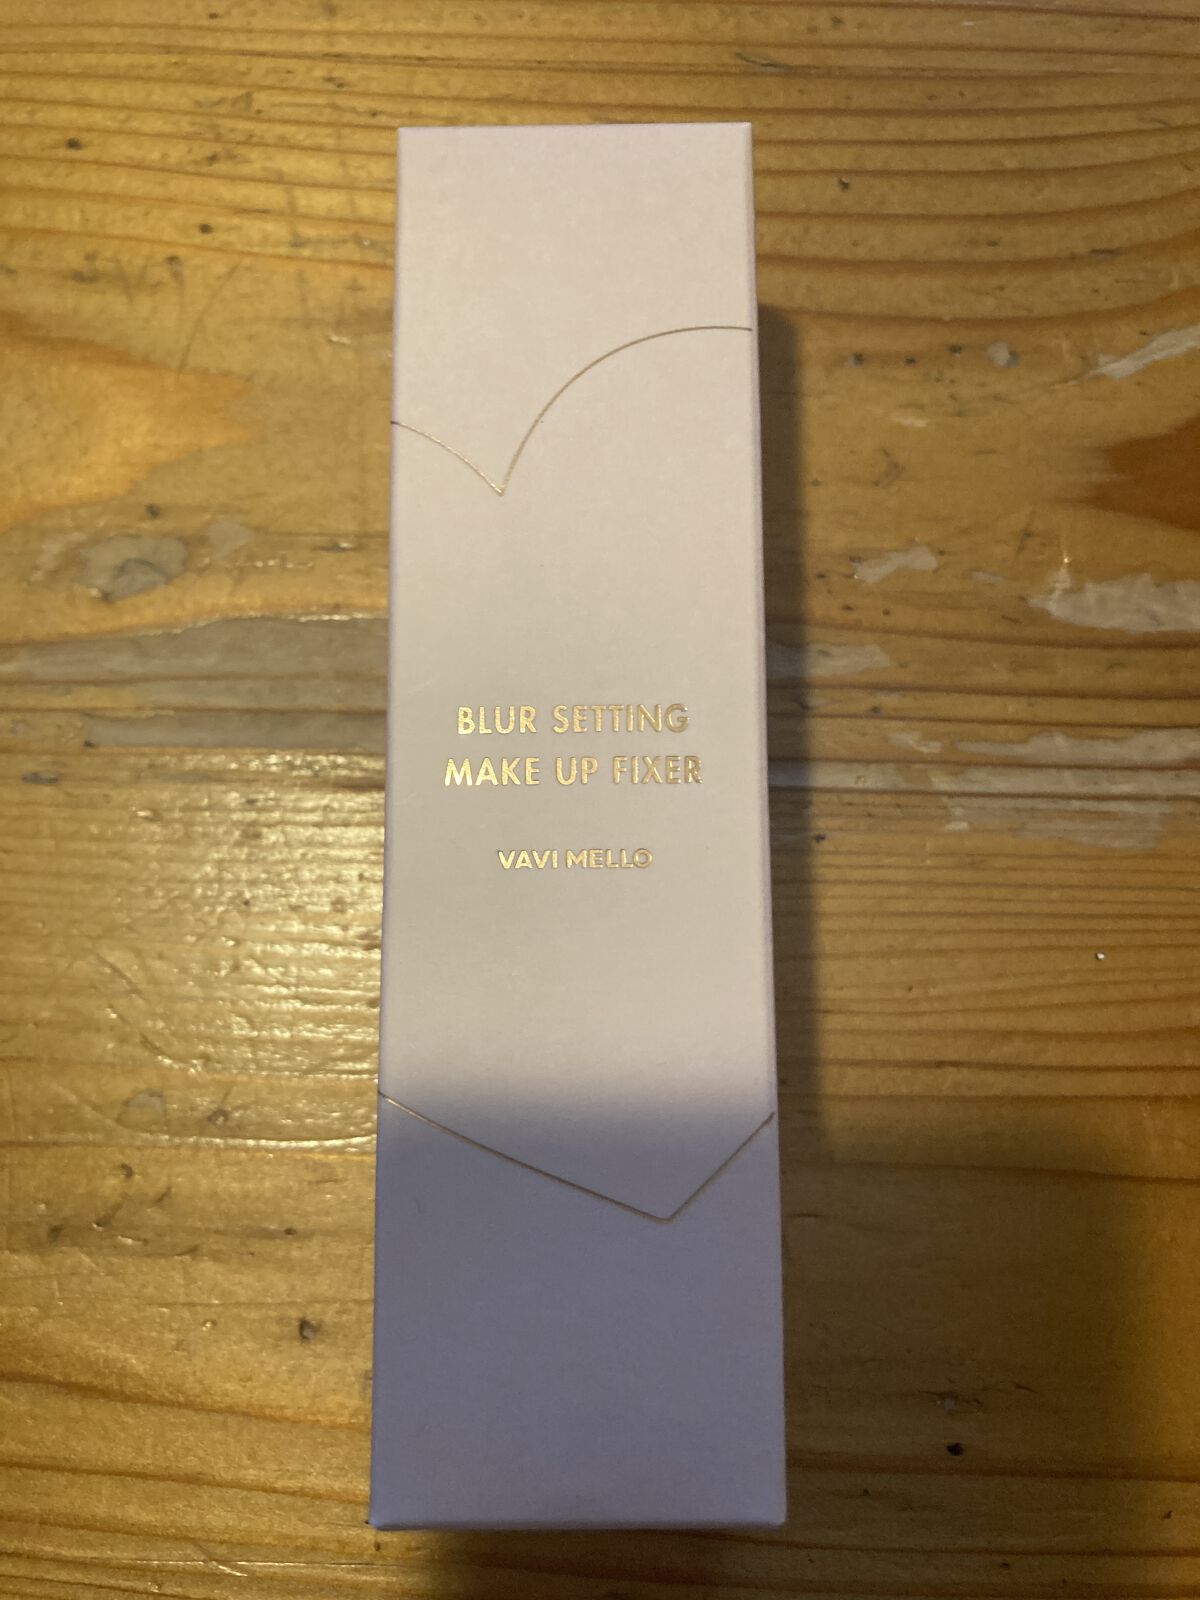 BLUR SETTING
MAKE UP FIXER
VAVI MELLO